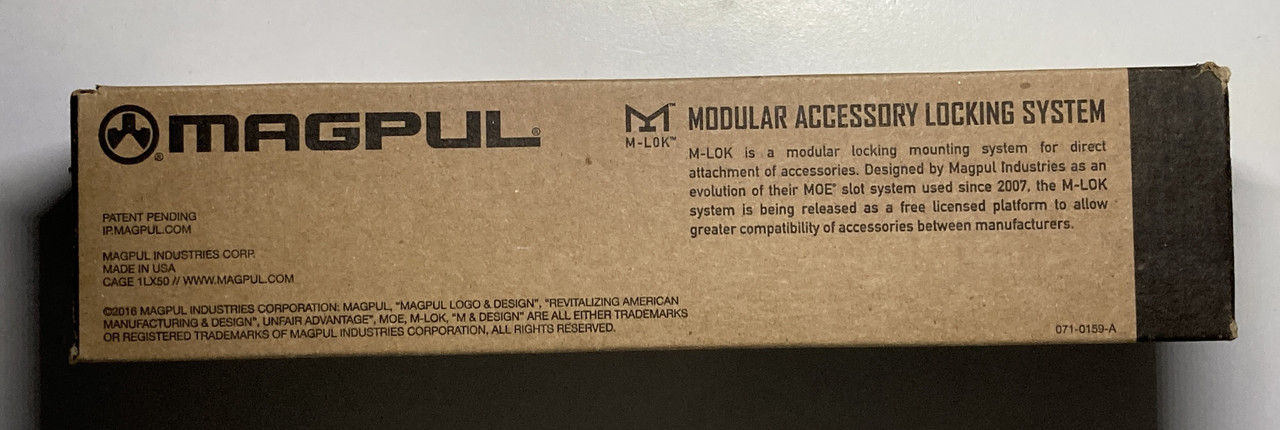 MAGPUL®
M-LOK™
MODULAR ACCESSORY LOCKING SYSTEM
M-LOK is a modular locking mounting system for direct
attachment of accessories. Designed by Magpul Industries as an
evolution of their MOE® slot system used since 2007, the M-LOK
system is being released as a free licensed platform to allow
greater compatibility of accessories between manufacturers.
PATENT PENDING
IP.MAGPUL.COM
MAGPUL INDUSTRIES CORP.
MADE IN USA
CAGE 1LX50 // WWW.MAGPUL.COM
©2016 MAGPUL INDUSTRIES CORPORATION: MAGPUL, "MAGPUL LOGO & DESIGN", "REVITALIZING AMERICAN
MANUFACTURING & DESIGN", UNFAIR ADVANTAGE", MOE, M-LOK, "M & DESIGN" ARE ALL EITHER TRADEMARKS
OR REGISTERED TRADEMARKS OF MAGPUL INDUSTRIES CORPORATION, ALL RIGHTS RESERVED.
071-0159-A